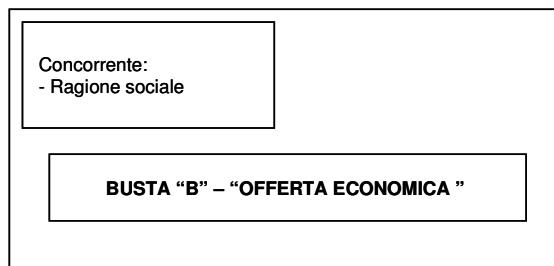 Concorrente:
- Ragione sociale
BUSTA “B” – “OFFERTA ECONOMICA ”